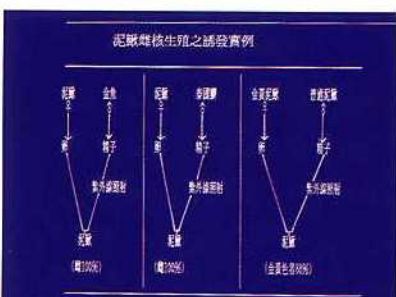 泥鰍雌核生殖之誘發實例
泥鰍 金魚 泥鰍 泰國鯽 金黃泥鰍 普通泥鰍
卵 精子 卵 精子 卵 精子
紫外線照射 紫外線照射 紫外線照射
泥鰍 泥鰍 泥鰍
(雌100%) (雌100%)